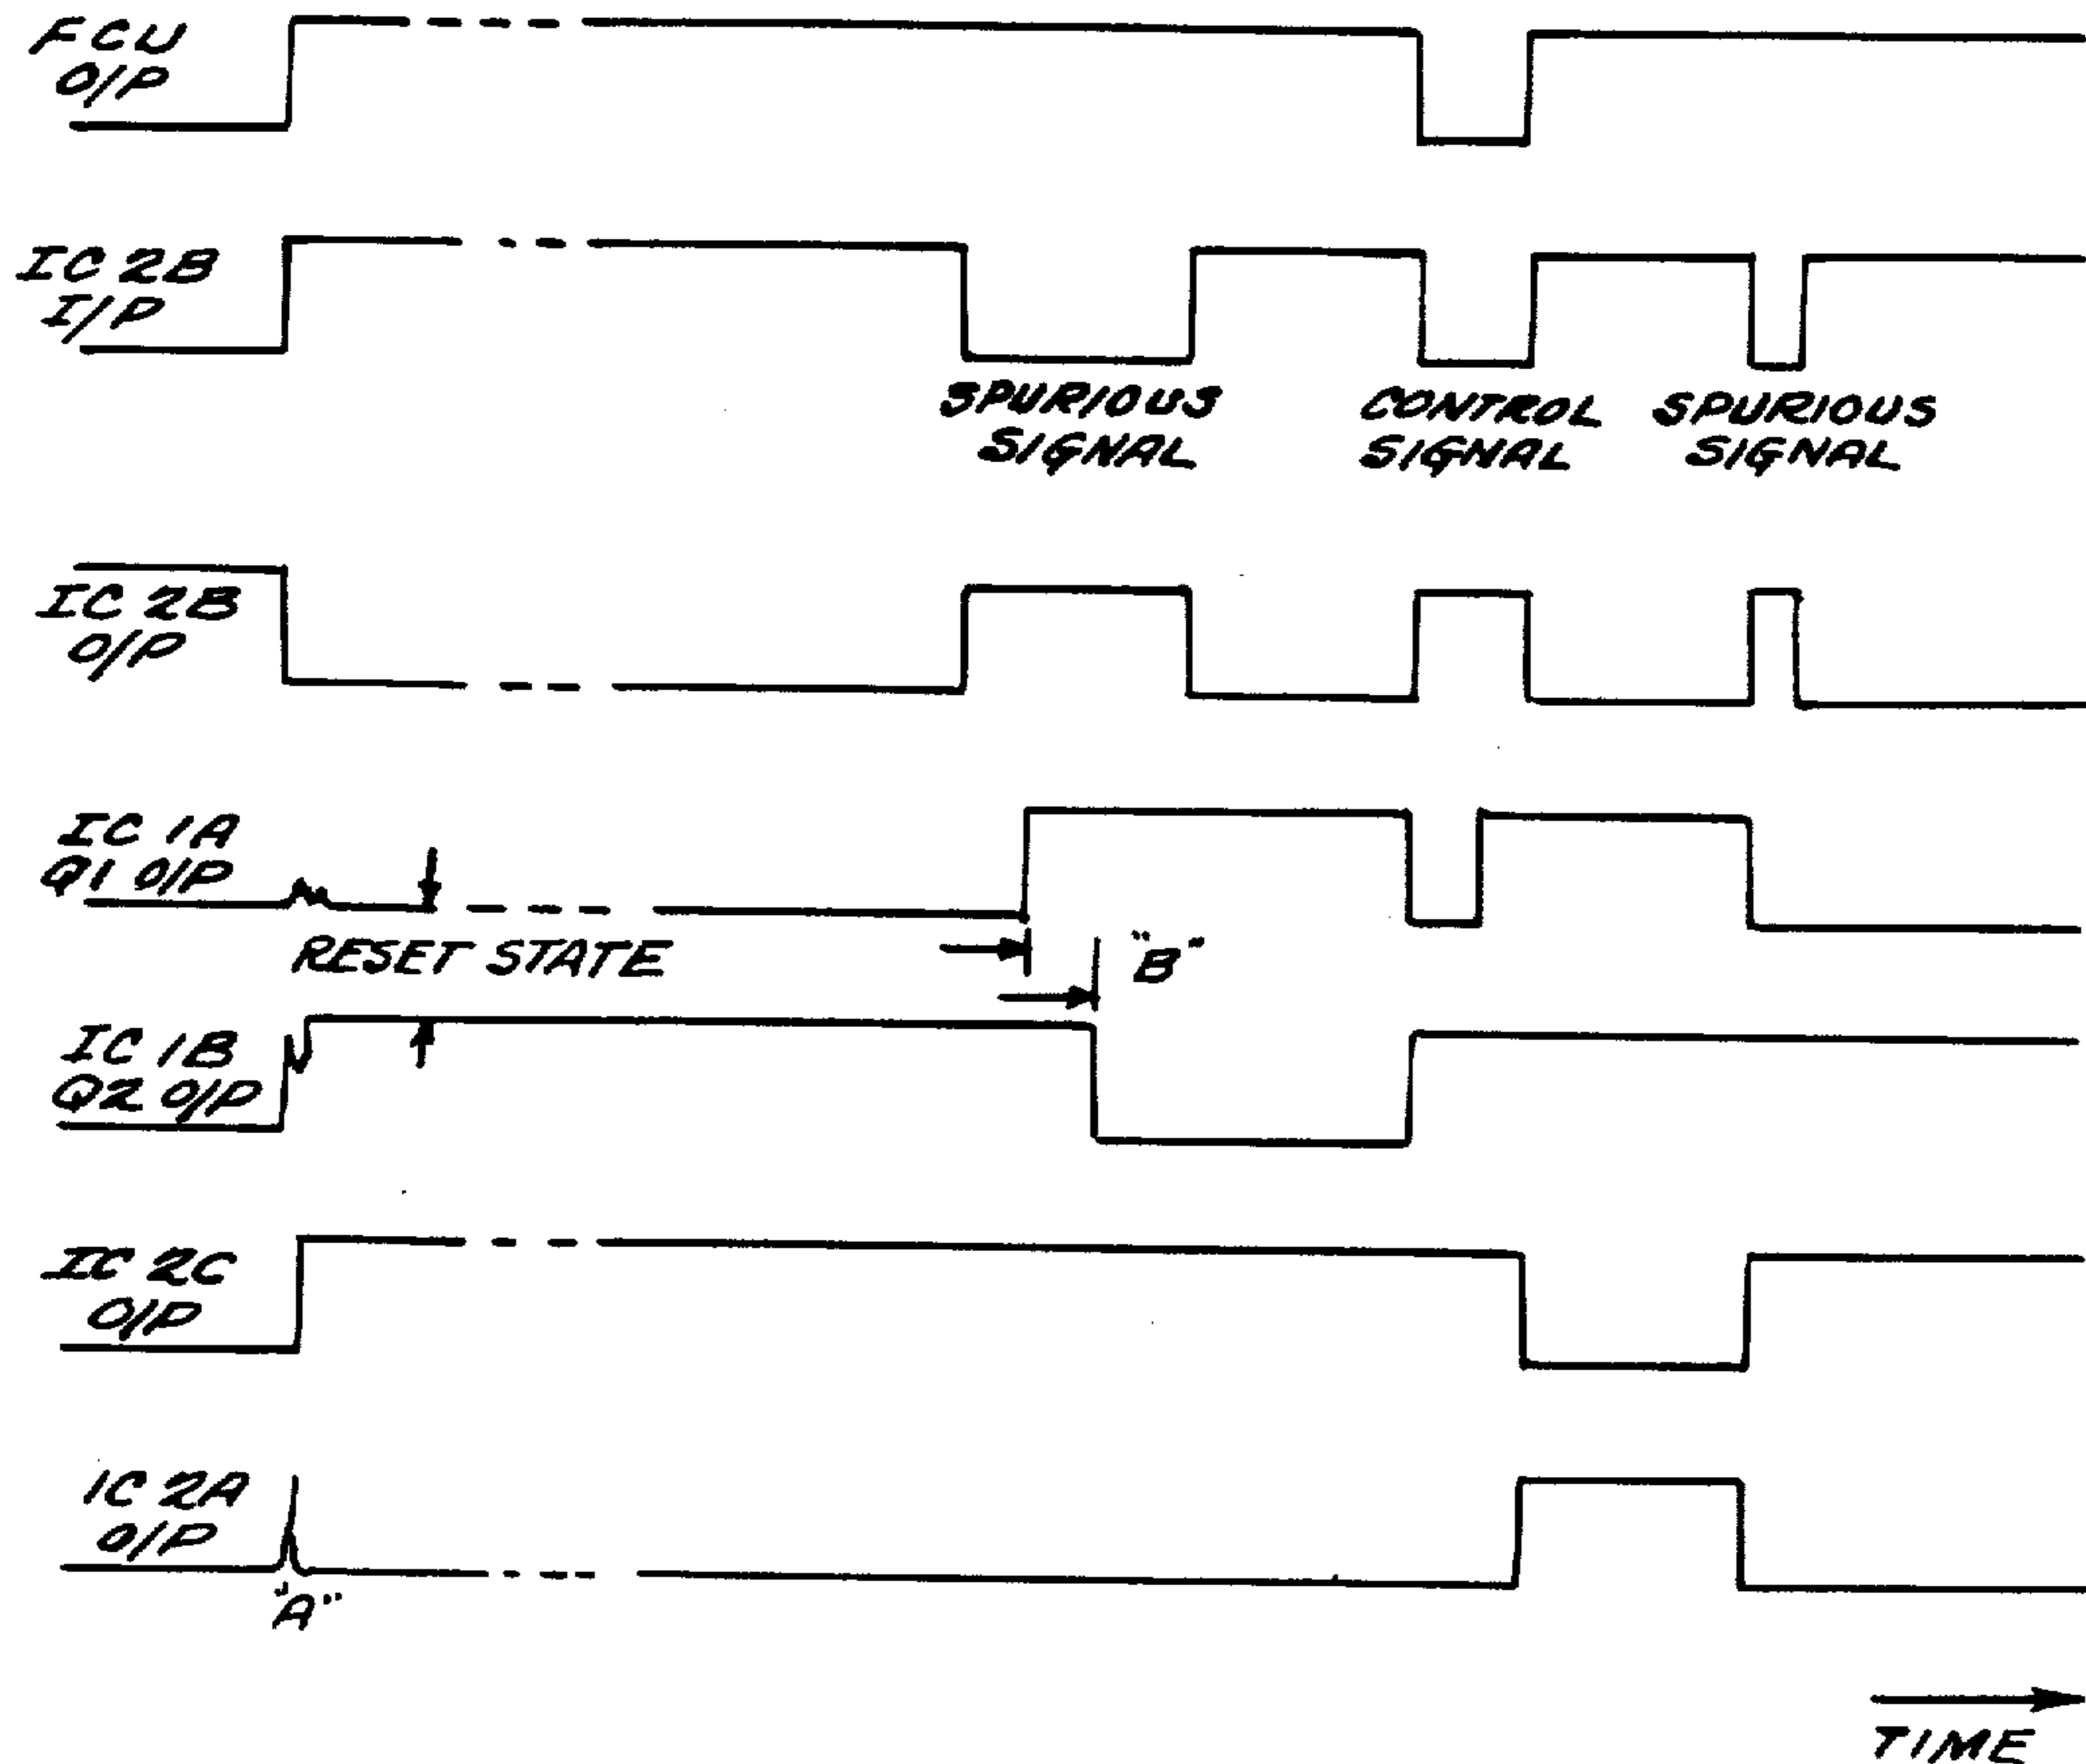 FCU
O/P
IC 2B
I/P
SPURIOUS
SIGNAL
CONTROL
SIGNAL
SPURIOUS
SIGNAL
IC 2B
O/P
IC 1A
Q1 O/P
RESET STATE
"B"
IC 1B
Q2 O/P
IC 2C
O/P
IC 2A
O/P
"A"
TIME